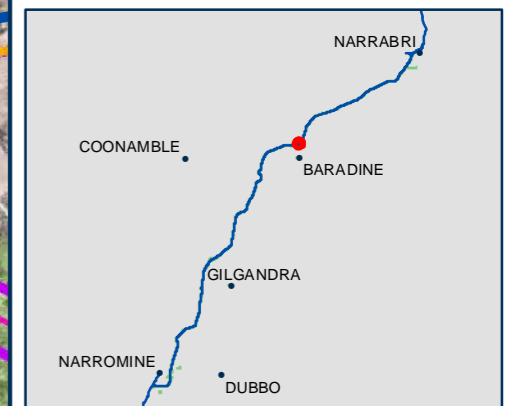 NARRABRI
COONAMBLE
BARADINE
GILGANDRA
NARROMINE
DUBBO